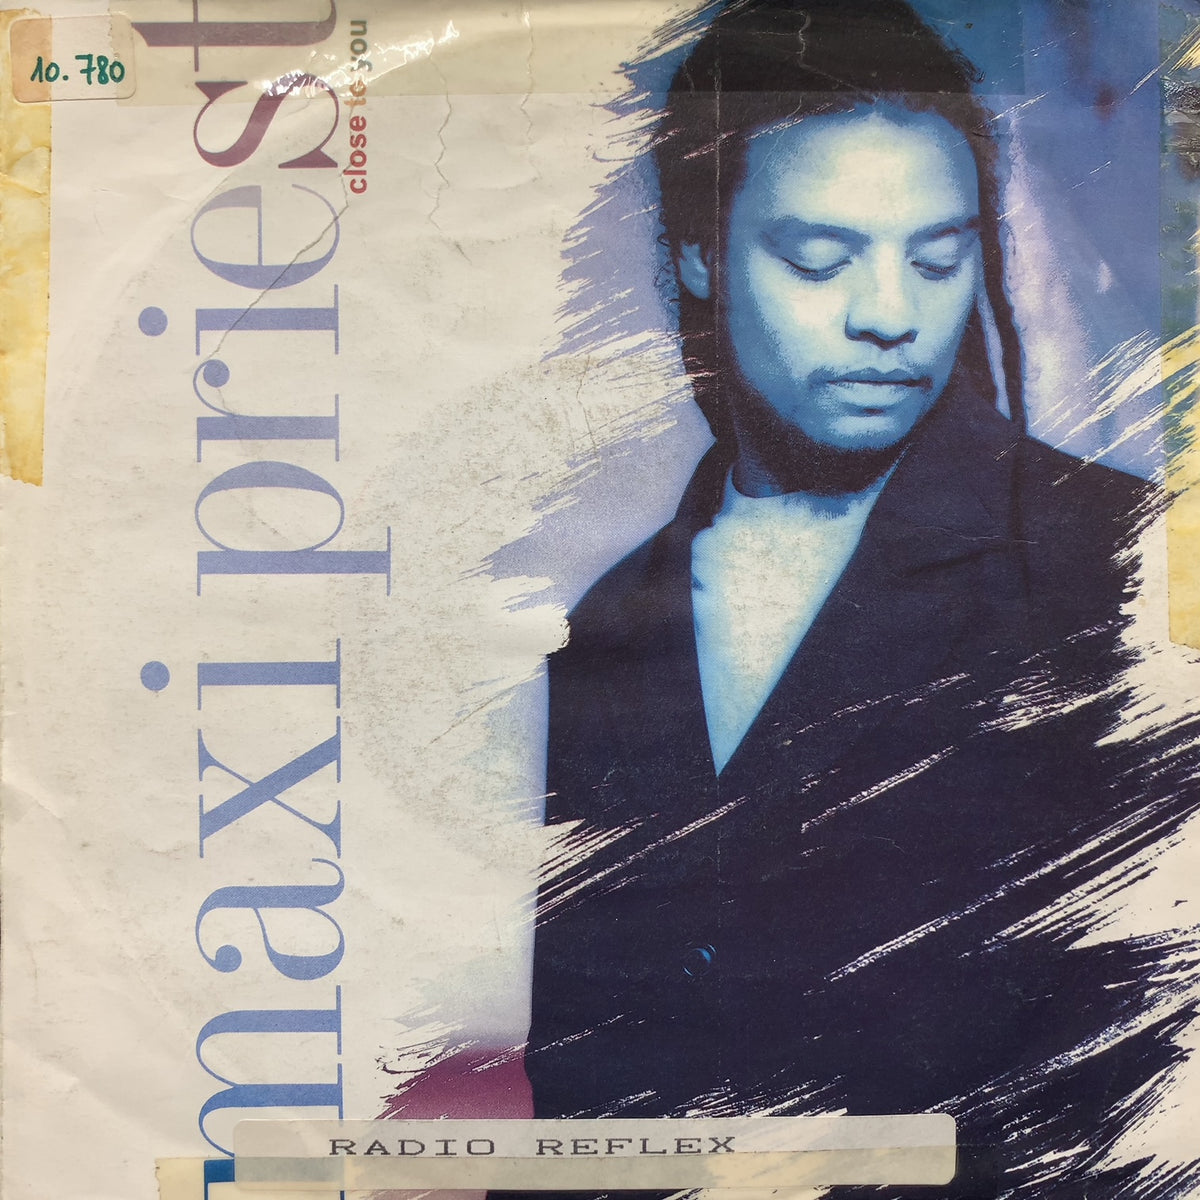 10. 780
maxi priest
close to you
RADIO REFLEX